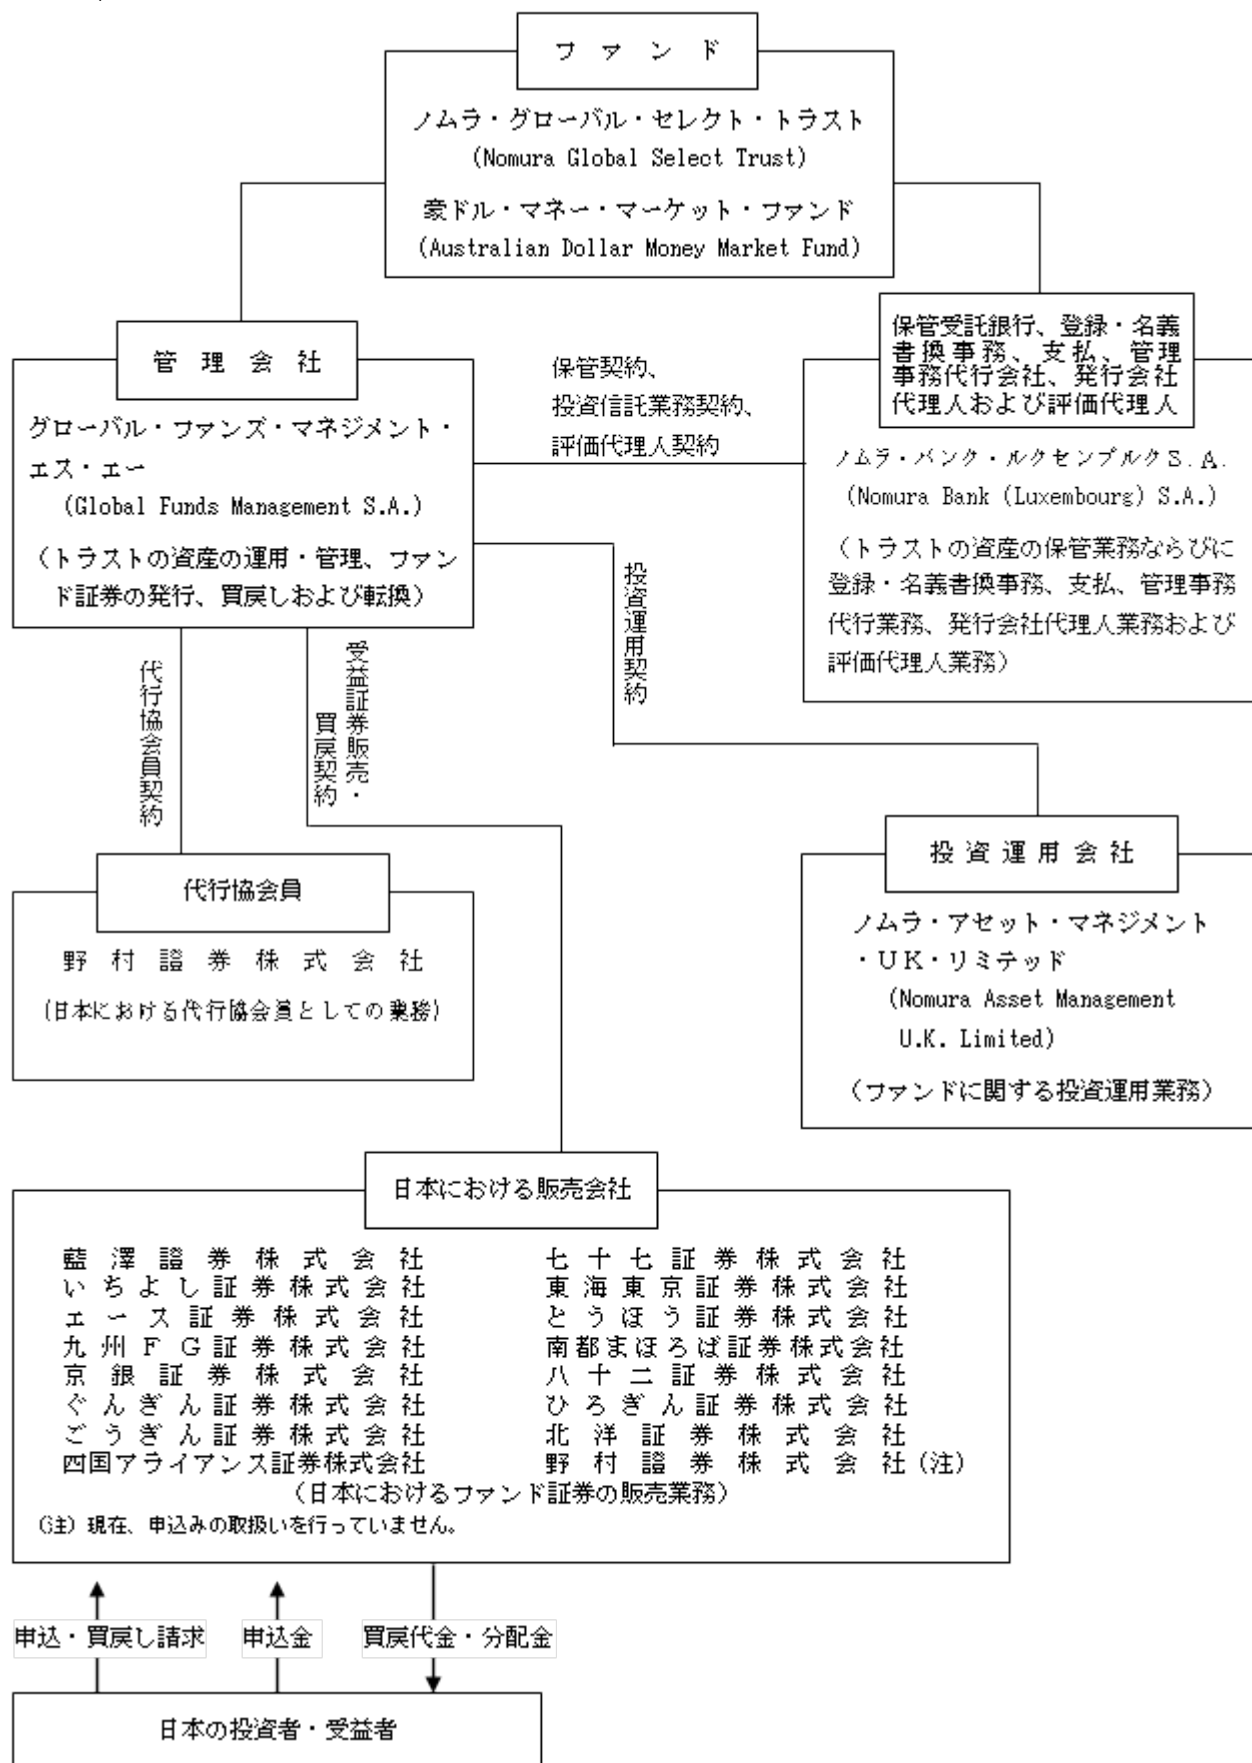 ファンド
ノムラ・グローバル・セレクト・トラスト
(Nomura Global Select Trust)
豪ドル・マネー・マーケット・ファンド
(Australian Dollar Money Market Fund)
管理会社
グローバル・ファンズ・マネジメント・
エス・エー
(Global Funds Management S.A.)
(トラストの資産の運用・管理、ファン
ド証券の発行、買戻しおよび転換)
保管契約、
投資信託業務契約、
評価代理人契約
保管受託銀行、登録・名義
書換事務、支払、管理
事務代行会社、発行会社
代理人および評価代理人
ノムラ・バンク・ルクセンブルクS.A.
(Nomura Bank (Luxembourg) S.A.)
(トラストの資産の保管業務ならびに
登録・名義書換事務、支払、管理事務
代行業務、発行会社代理人業務および
評価代理人業務)
代行協会員契約
受益証券販売・
買戻契約
投資運用契約
代行協会員
野村證券株式会社
(日本における代行協会員としての業務)
投資運用会社
ノムラ・アセット・マネジメント
・UK・リミテッド
(Nomura Asset Management
U.K. Limited)
(ファンドに関する投資運用業務)
日本における販売会社
藍澤證券株式会社 七十七証券株式会社
いちよし証券株式会社 東海東京証券株式会社
エース証券株式会社 とうほう証券株式会社
九州FG証券株式会社 南都まほろば証券株式会社
京銀証券株式会社 八十二証券株式会社
ぐんぎん証券株式会社 ひろぎん証券株式会社
ごうぎん証券株式会社 北洋証券株式会社
四国アライアンス証券株式会社 野村證券株式会社(注)
(日本におけるファンド証券の販売業務)
(注) 現在、申込みの取扱いを行っていません。
申込・買戻し請求
申込金
買戻代金・分配金
日本の投資者・受益者